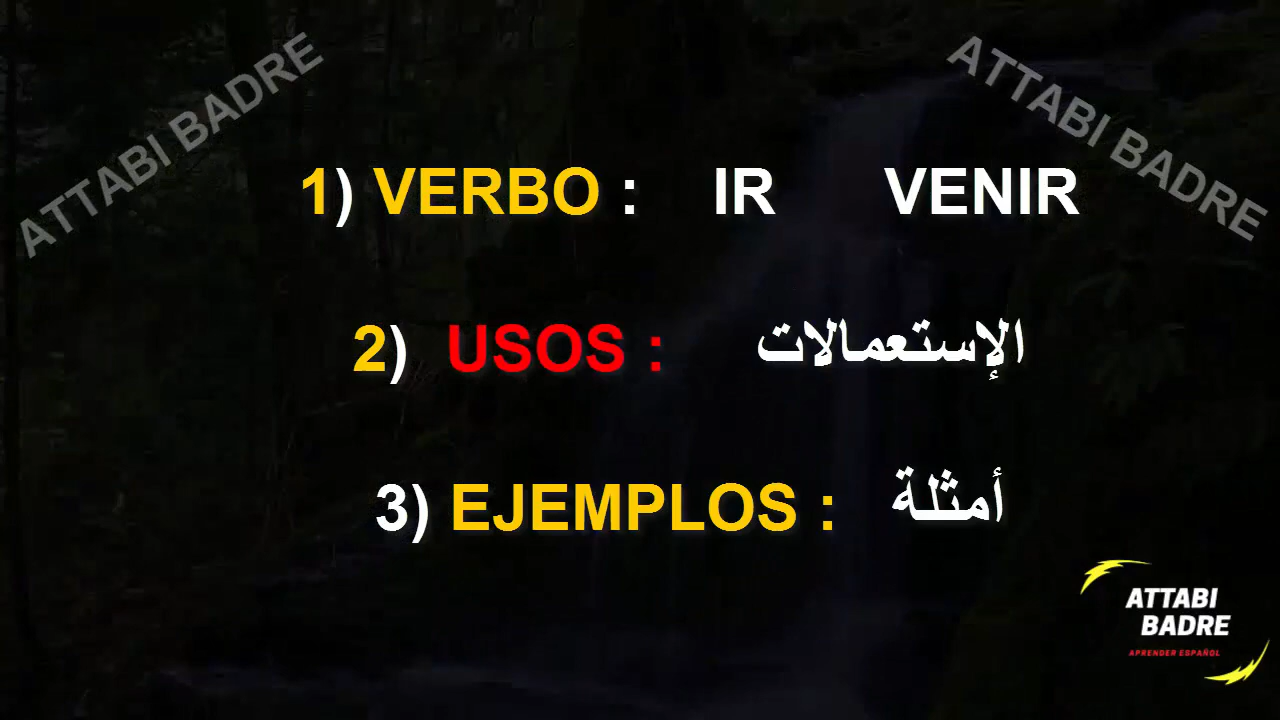 ATTABI BADRE
ATTABI BADRE
1) VERBO : IR VENIR
2) USOS : الإستعمالات
3) EJEMPLOS : أمثلة
ATTABI
BADRE
APRENDER ESPAÑOL